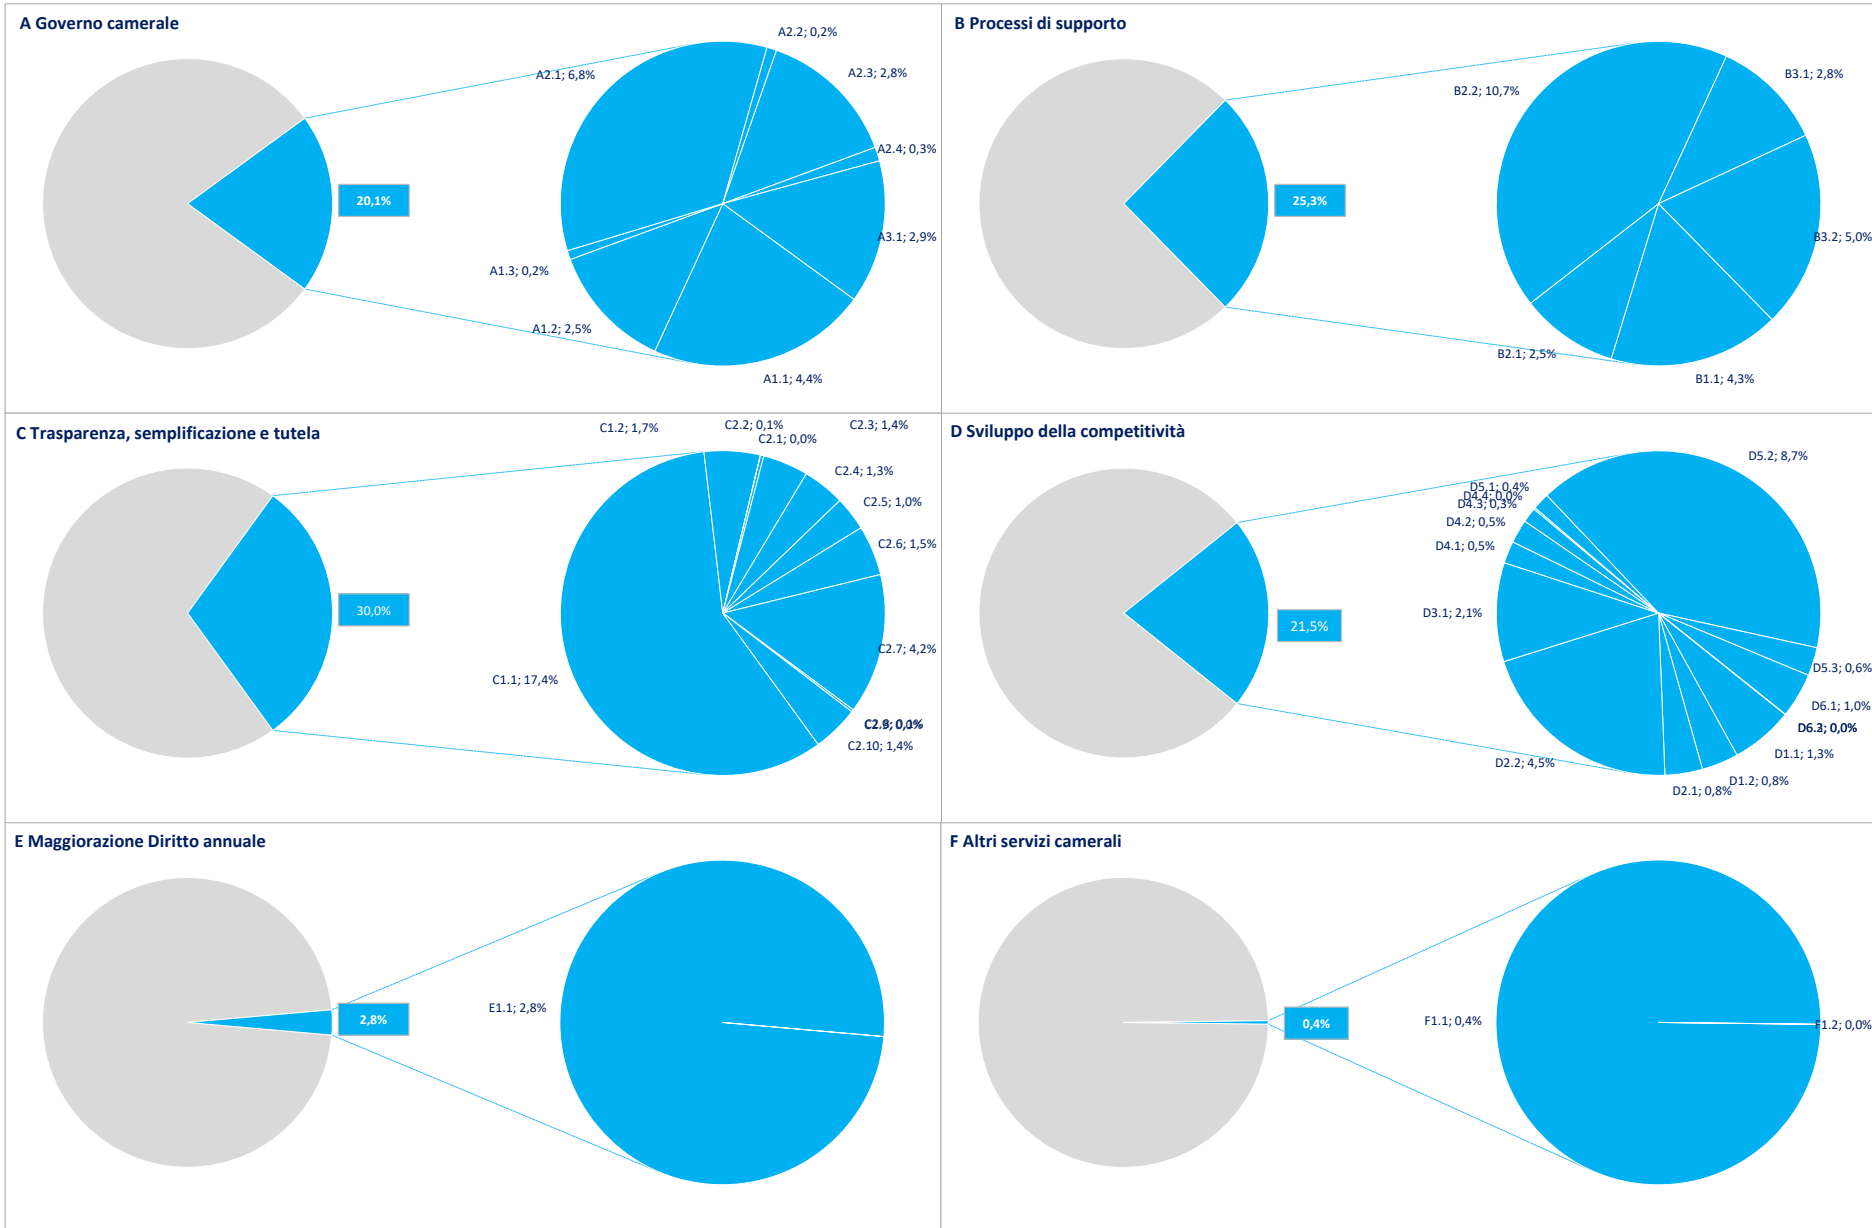 A Governo camerale
A2.2; 0,2%
A2.1; 6,8%
A2.3; 2,8%
A2.4; 0,3%
20,1%
A3.1; 2,9%
A1.3; 0,2%
A1.2; 2,5%
A1.1; 4,4%
B Processi di supporto
B3.1; 2,8%
B2.2; 10,7%
25,3%
B3.2; 5,0%
B2.1; 2,5%
B1.1; 4,3%
C Trasparenza, semplificazione e tutela
C1.2; 1,7%
C2.2; 0,1%
C2.3; 1,4%
C2.1; 0,0%
C2.4; 1,3%
C2.5; 1,0%
C2.6; 1,5%
30,0%
C2.7; 4,2%
C1.1; 17,4%
C2.10; 1,4%
D Sviluppo della competitività
D5.2; 8,7%
D5.1; 0,4%
D4.4; 0,0%
D4.3; 0,3%
D4.2; 0,5%
D4.1; 0,5%
D3.1; 2,1%
21,5%
D5.3; 0,6%
D6.1; 1,0%
D1.1; 1,3%
D2.2; 4,5%
D1.2; 0,8%
D2.1; 0,8%
E Maggiorazione Diritto annuale
E1.1; 2,8%
2,8%
F Altri servizi camerali
F1.1; 0,4%
0,4%
F1.2; 0,0%